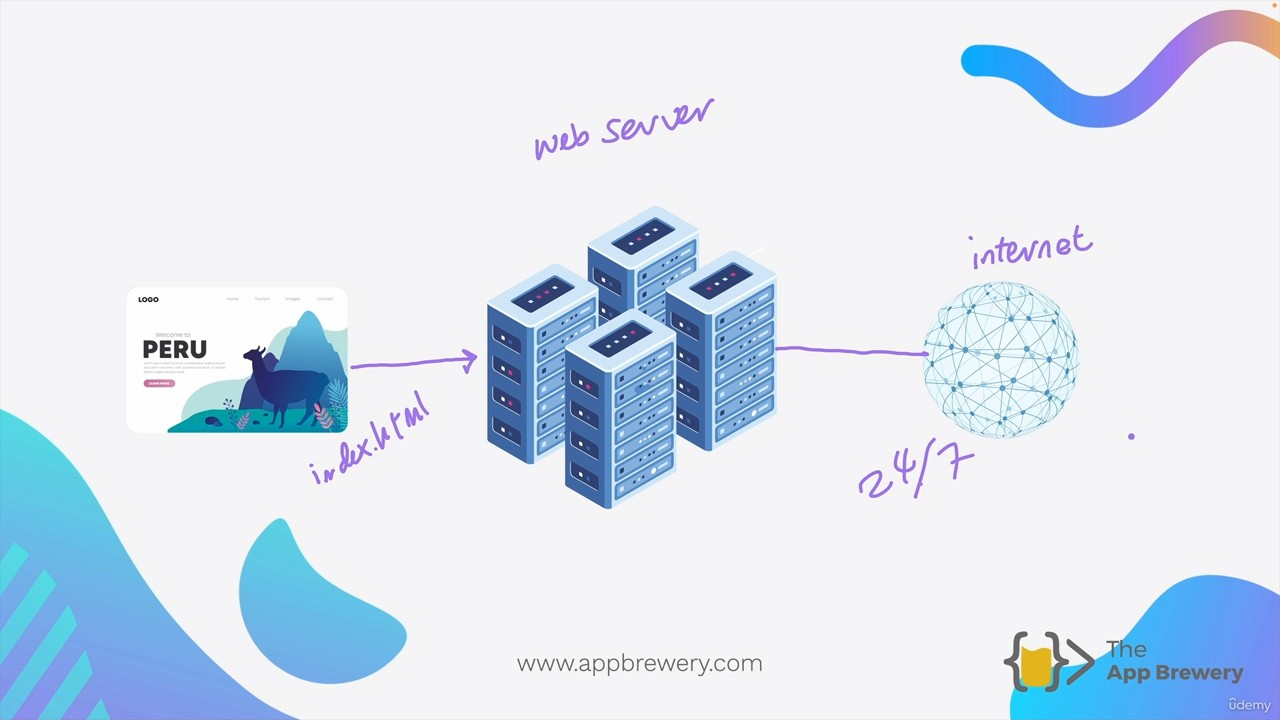 web server
internet
LOGO
Home Tourism Images Contact
Welcome to
PERU
LEARN MORE
index.html
24/7
www.appbrewery.com
The
App Brewery
ûdemy